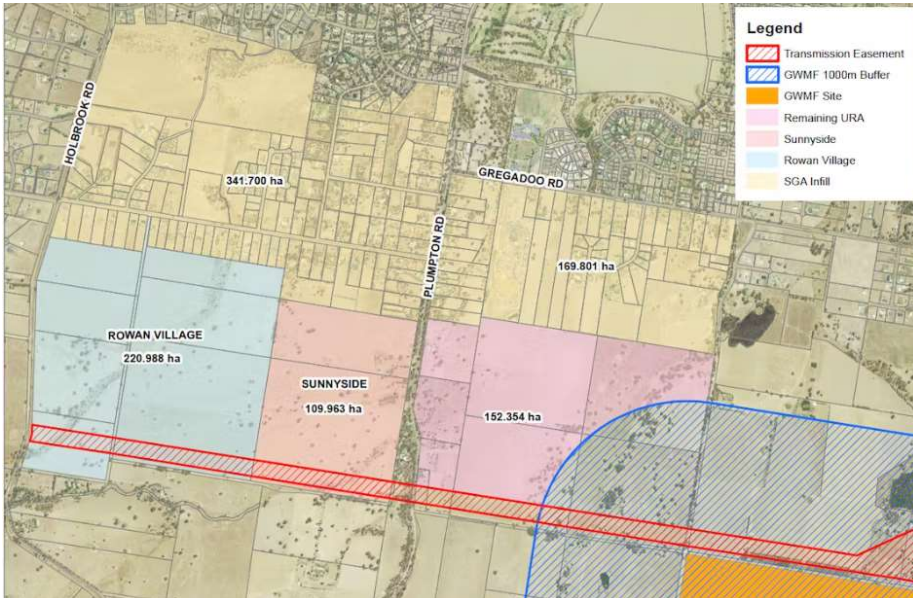 Legend
Transmission Easement
GWMF 1000m Buffer
GWMF Site
Remaining URA
Sunnyside
Rowan Village
SGA Infill
HOLBROOK RD
341.700 ha
GREGADOO RD
PLUMPTON RD
169.801 ha
ROWAN VILLAGE
220.988 ha
SUNNYSIDE
109.963 ha
152.354 ha